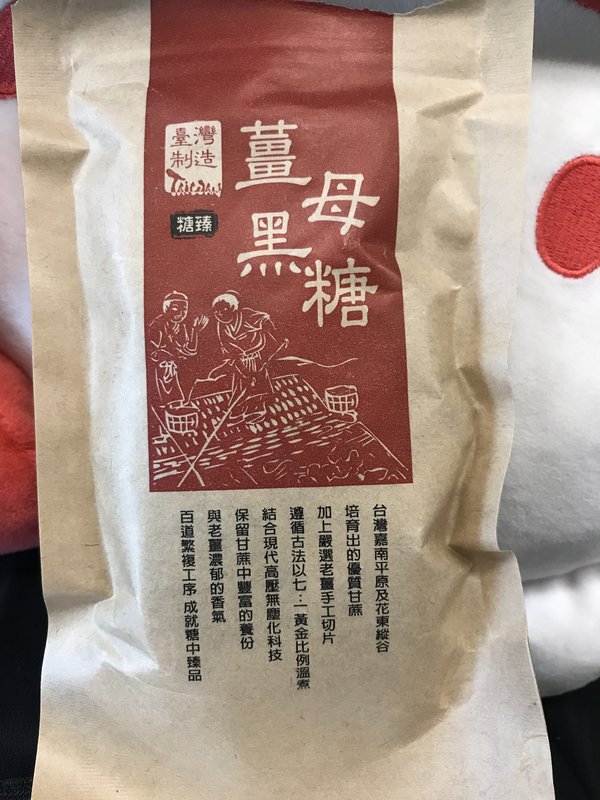 臺灣
制造
Taiwan
糖臻
薑母
黑糖
台灣嘉南平原及花東縱谷
培育出的優質甘蔗
加上嚴選老薑手工切片
遵循古法以七：一黃金比例溫煮
結合現代高壓無塵化科技
保留甘蔗中豐富的養份
與老薑濃郁的香氣
百道繁複工序 成就糖中臻品